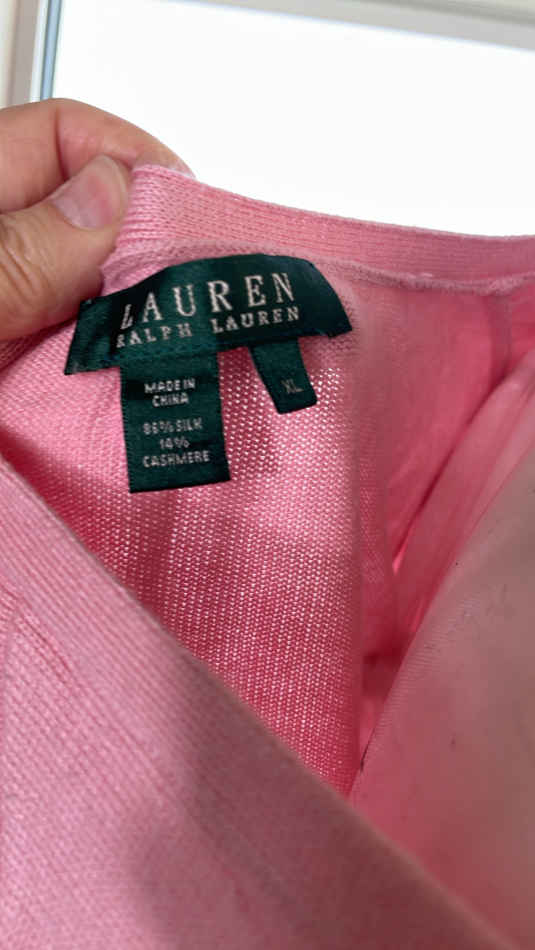 LAUREN
RALPH LAUREN
XL
MADE IN
CHINA
86% SILK
14%
CASHMERE